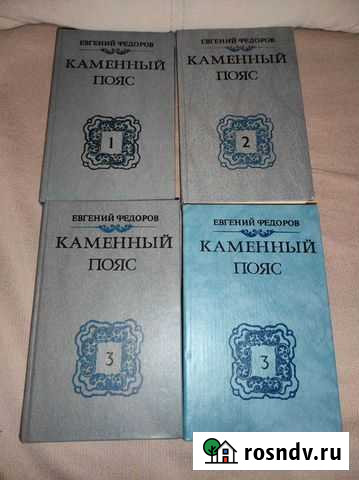 ЕВГЕНИЙ ФЕДОРОВ
КАМЕННЫЙ
ПОЯС
1
ЕВГЕНИЙ ФЕДОРОВ
КАМЕННЫЙ
ПОЯС
2
ЕВГЕНИЙ ФЕДОРОВ
КАМЕННЫЙ
ПОЯС
3
ЕВГЕНИЙ ФЕДОРОВ
КАМЕННЫЙ
ПОЯС
3
rosndv.ru